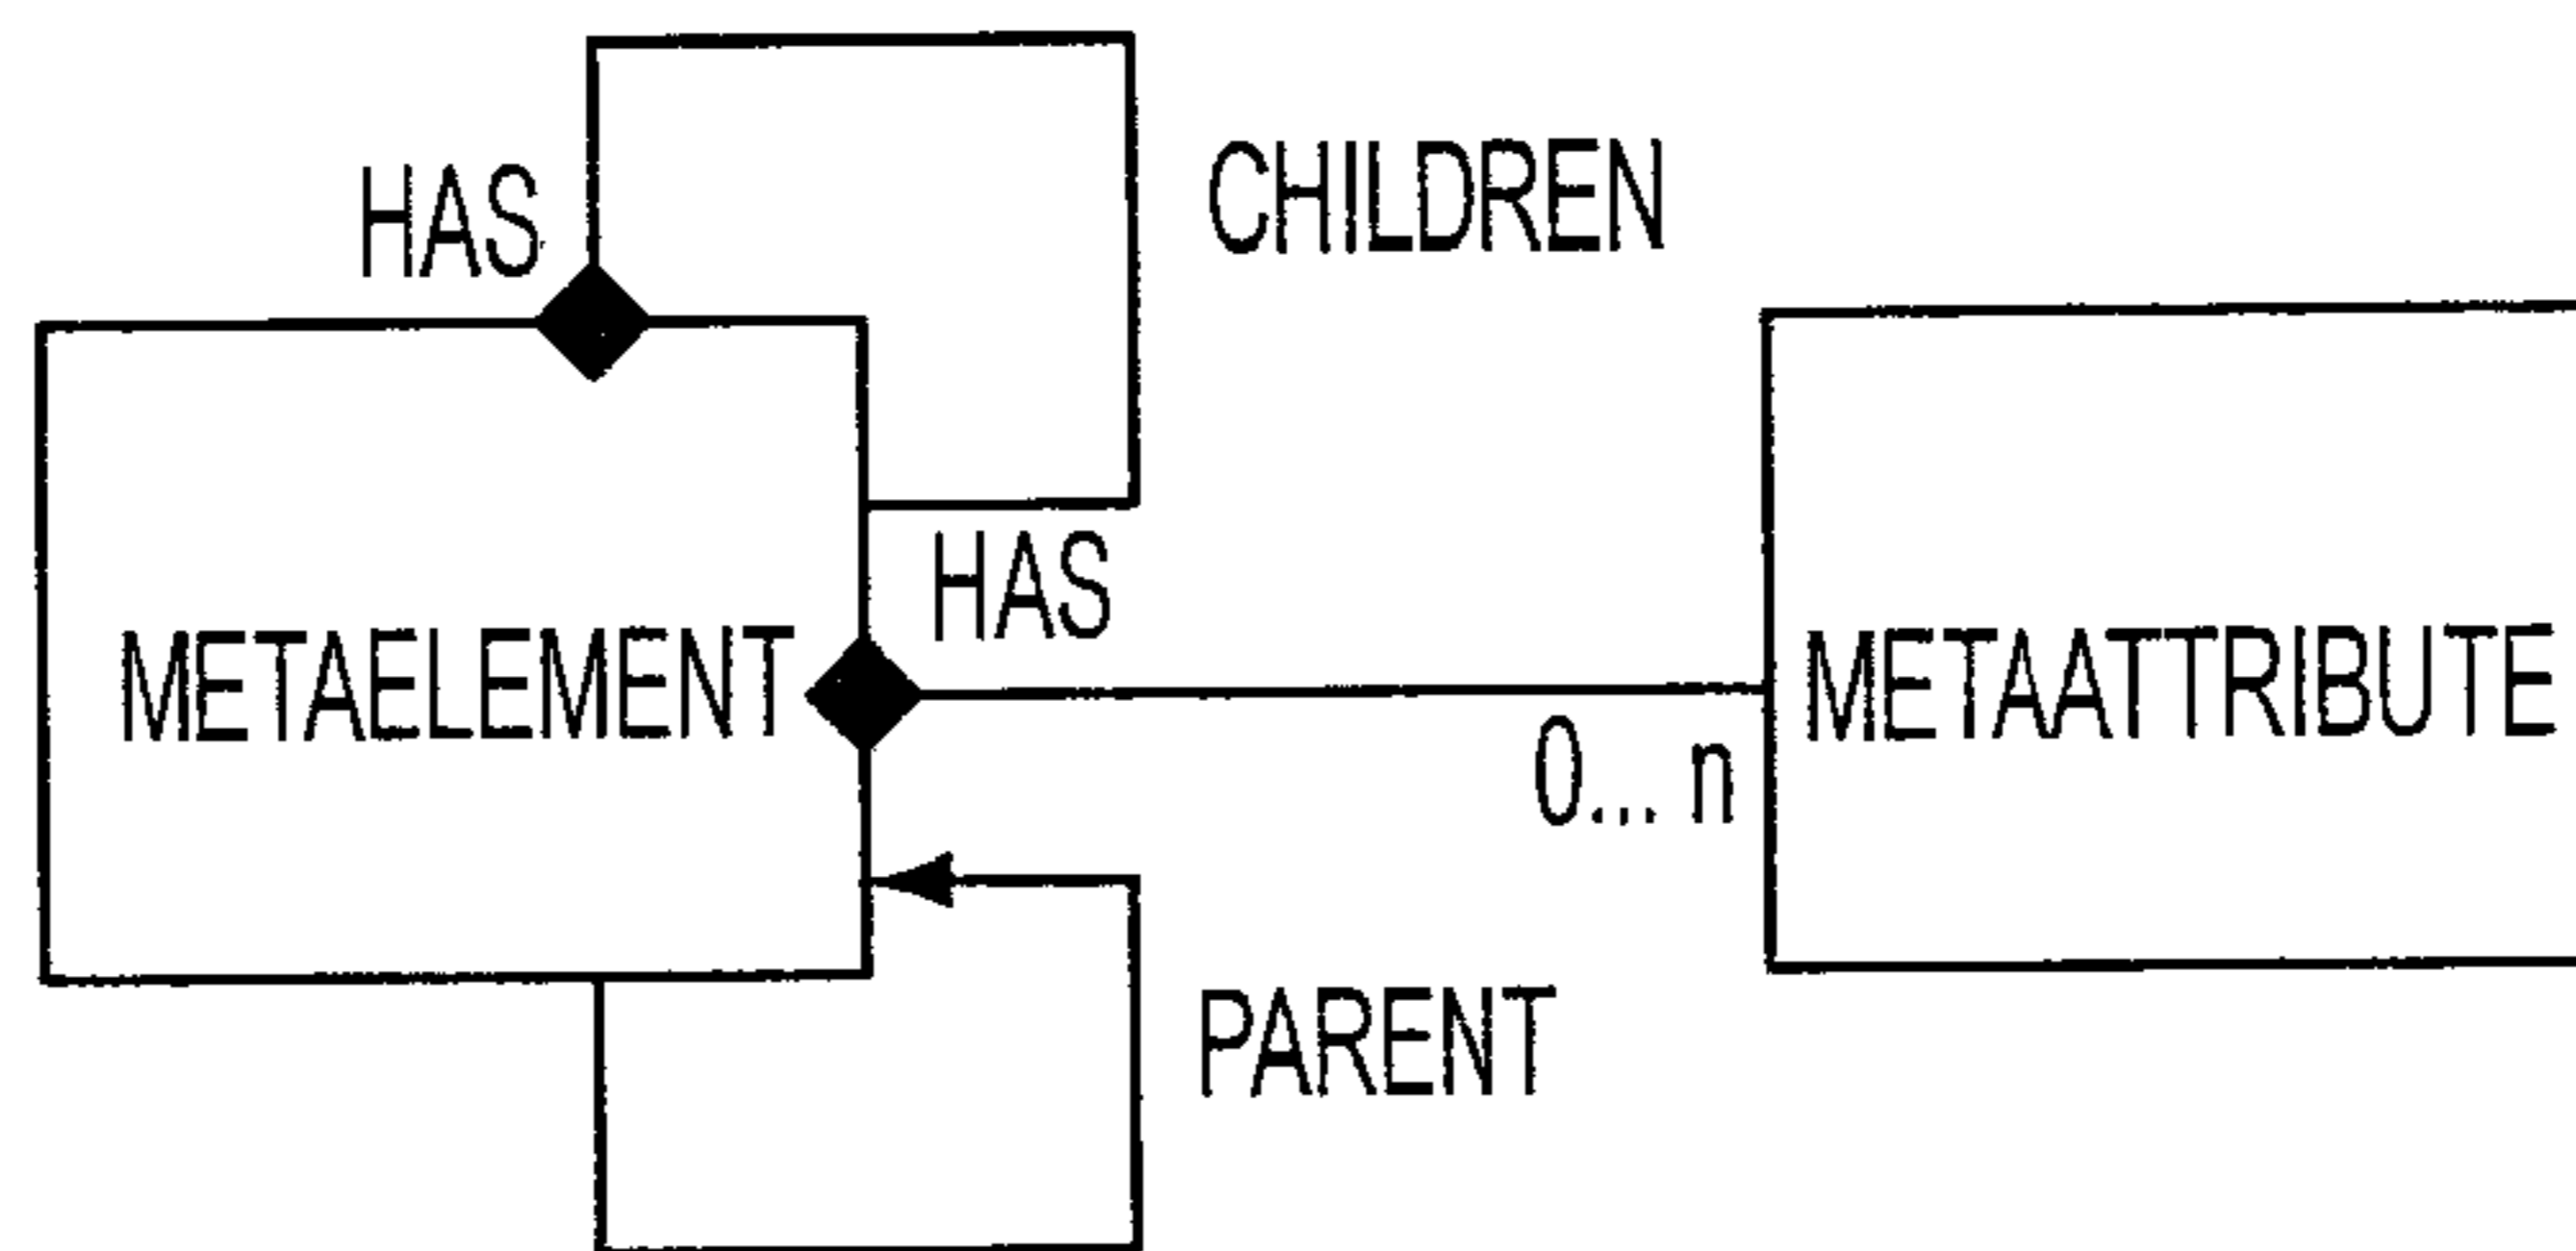 HAS
CHILDREN
HAS
METAELEMENT
METAATTRIBUTE
0... n
PARENT